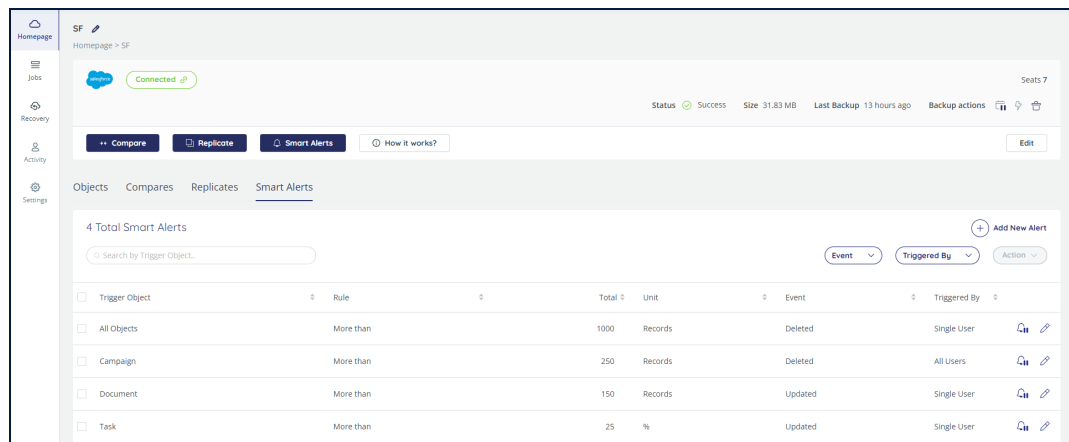 SF
Homepage > SF
Homepage
Jobs
Recovery
Activity
Settings
salesforce
Connected
Seats 7
Status Success Size 31.83 MB Last Backup 13 hours ago Backup actions
Compare Replicate Smart Alerts How it works? Edit
Objects Compares Replicates Smart Alerts
4 Total Smart Alerts
Add New Alert
Search by Trigger Object..
Event Triggered By Action
Trigger Object Rule Total Unit Event Triggered By
All Objects More than 1000 Records Deleted Single User
Campaign More than 250 Records Deleted All Users
Document More than 150 Records Updated Single User
Task More than 25 % Updated Single User